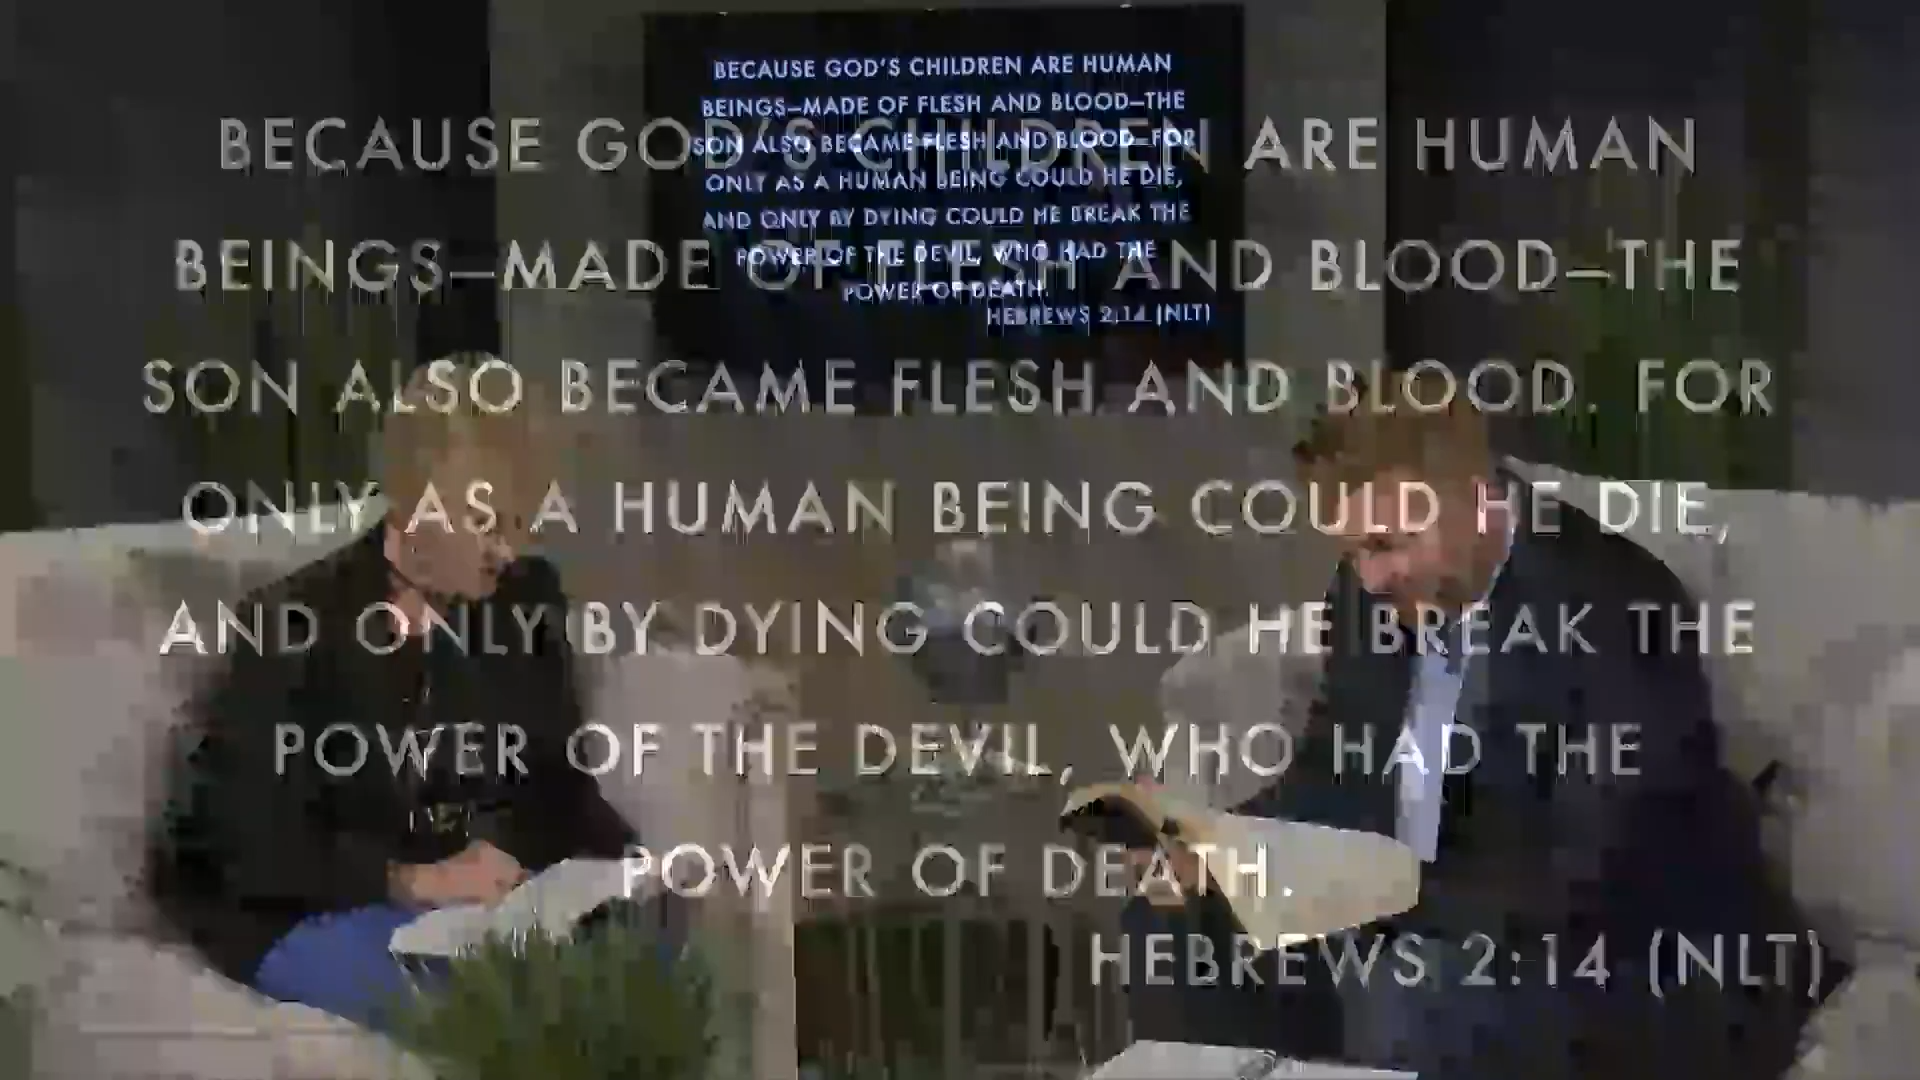 BECAUSE GOD'S CHILDREN ARE HUMAN
BEINGS–MADE OF FLESH AND BLOOD–THE
SON ALSO BECAME FLESH AND BLOOD–FOR
ONLY AS A HUMAN BEING COULD HE DIE,
AND ONLY BY DYING COULD HE BREAK THE
POWER OF THE DEVIL, WHO HAD THE
POWER OF DEATH.
HEBREWS 2:14 (NLT)
BECAUSE GOD'S CHILDREN ARE HUMAN
BEINGS–MADE OF FLESH AND BLOOD–THE
SON ALSO BECAME FLESH AND BLOOD. FOR
ONLY AS A HUMAN BEING COULD HE DIE,
AND ONLY BY DYING COULD HE BREAK THE
POWER OF THE DEVIL, WHO HAD THE
POWER OF DEATH.
HEBREWS 2:14 (NLT)